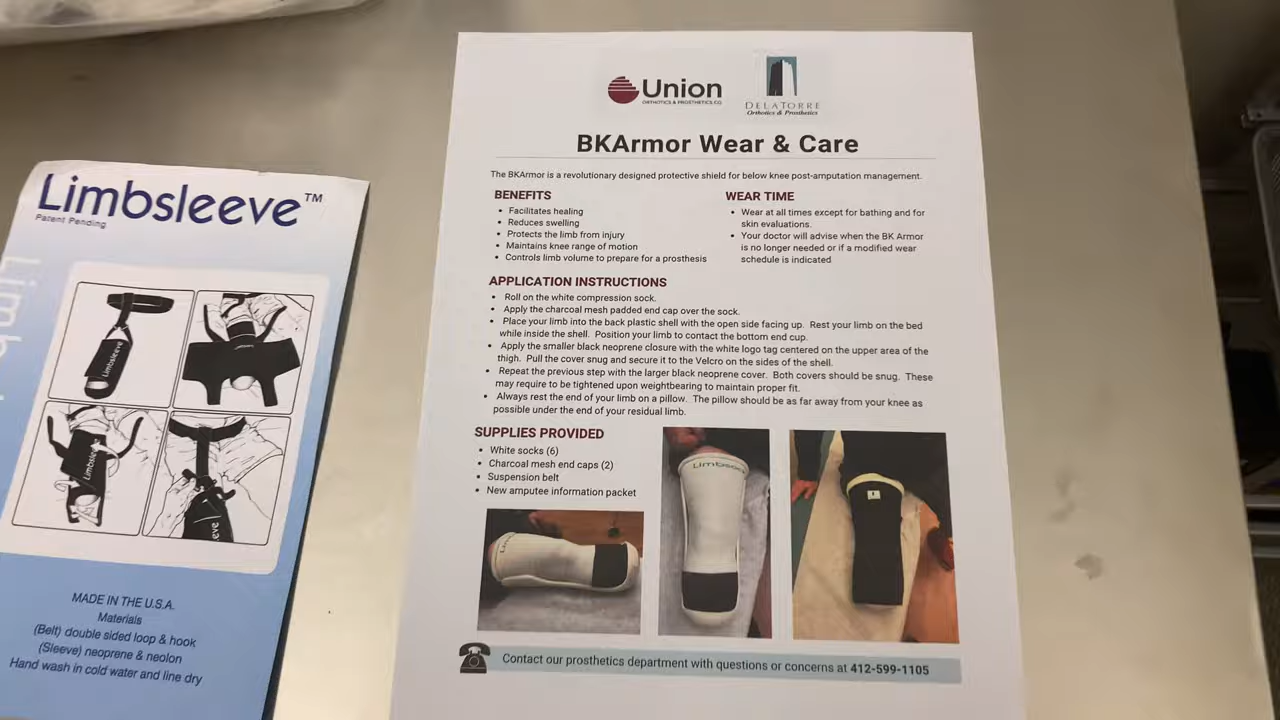 Limbsleeve™
Patent Pending
MADE IN THE U.S.A.
Materials
(Belt) double sided loop & hook
(Sleeve) neoprene & neolon
Hand wash in cold water and line dry
Union
ORTHOTICS & PROSTHETICS CO
DELATORRE
Orthotics & Prosthetics
BKArmor Wear & Care
The BKArmor is a revolutionary designed protective shield for below knee post-amputation management.
BENEFITS
• Facilitates healing
• Reduces swelling
• Protects the limb from injury
• Maintains knee range of motion
• Controls limb volume to prepare for a prosthesis
WEAR TIME
• Wear at all times except for bathing and for
skin evaluations.
• Your doctor will advise when the BK Armor
is no longer needed or if a modified wear
schedule is indicated
APPLICATION INSTRUCTIONS
• Roll on the white compression sock.
• Apply the charcoal mesh padded end cap over the sock.
• Place your limb into the back plastic shell with the open side facing up. Rest your limb on the bed
while inside the shell. Position your limb to contact the bottom end cup.
• Apply the smaller black neoprene closure with the white logo tag centered on the upper area of the
thigh. Pull the cover snug and secure it to the Velcro on the sides of the shell.
• Repeat the previous step with the larger black neoprene cover. Both covers should be snug. These
may require to be tightened upon weightbearing to maintain proper fit.
• Always rest the end of your limb on a pillow. The pillow should be as far away from your knee as
possible under the end of your residual limb.
SUPPLIES PROVIDED
• White socks (6)
• Charcoal mesh end caps (2)
• Suspension belt
• New amputee information packet
Contact our prosthetics department with questions or concerns at 412-599-1105